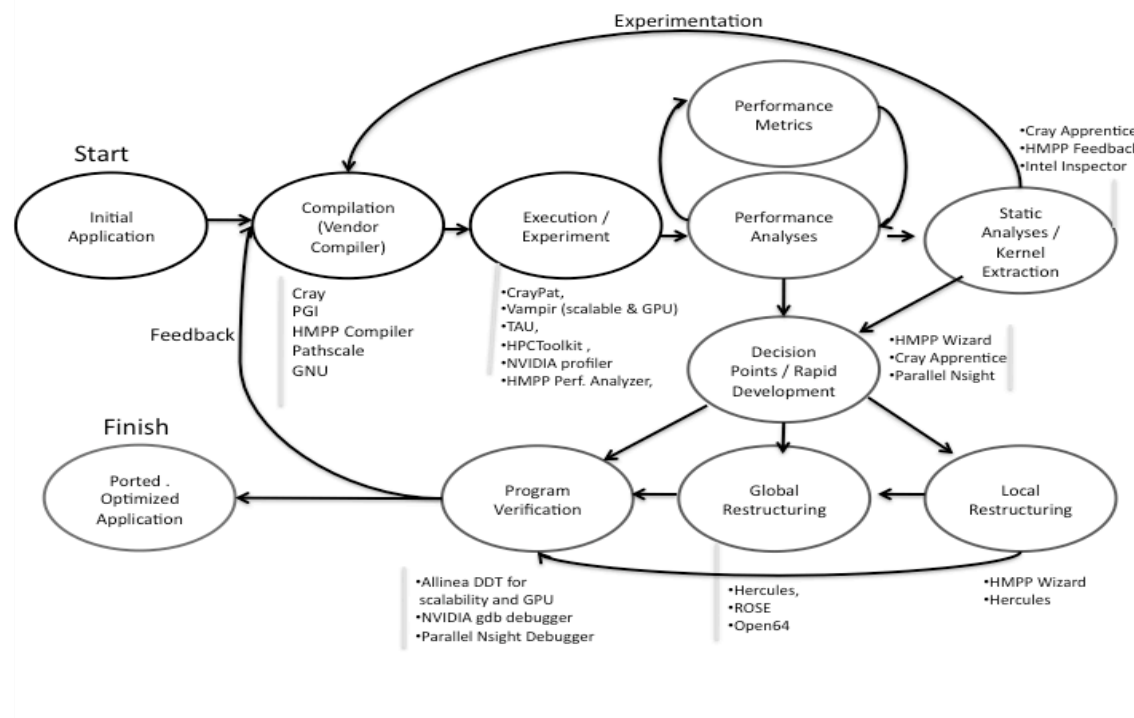 Experimentation
Performance
Metrics
•Cray Apprentice
•HMPP Feedback
•Intel Inspector
Start
Initial
Application
Compilation
(Vendor
Compiler)
Execution /
Experiment
Performance
Analyses
Static
Analyses /
Kernel
Extraction
Cray
PGI
HMPP Compiler
Pathscale
GNU
•CrayPat,
•Vampir (scalable & GPU)
•TAU,
•HPCToolkit ,
•NVIDIA profiler
•HMPP Perf. Analyzer,
Feedback
Decision
Points / Rapid
Development
•HMPP Wizard
•Cray Apprentice
•Parallel Nsight
Finish
Ported .
Optimized
Application
Program
Verification
Global
Restructuring
Local
Restructuring
•Allinea DDT for
scalability and GPU
•NVIDIA gdb debugger
•Parallel Nsight Debugger
•Hercules,
•ROSE
•Open64
•HMPP Wizard
•Hercules